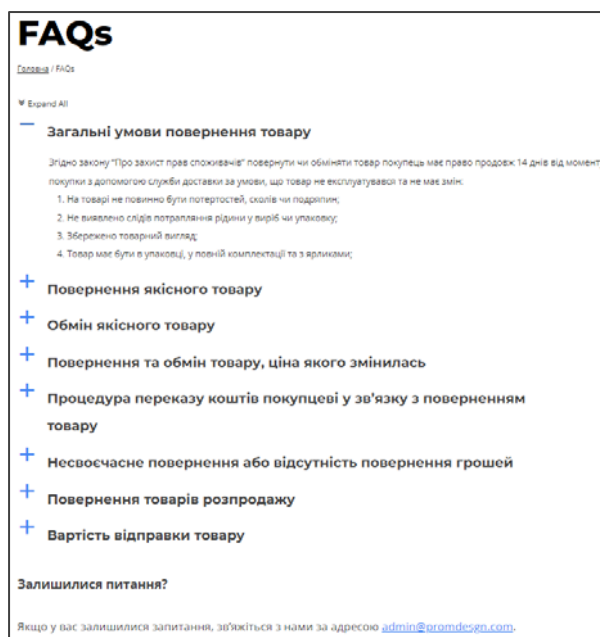 FAQs
Головна / FAQs
Expand All
Загальні умови повернення товару
Згідно закону "Про захист прав споживачів" повернути чи обміняти товар покупець має право продовж 14 днів від моменту
покупки з допомогою служби доставки за умови, що товар не експлуатувався та не має змін:
1. На товарі не повинно бути потертостей, сколів чи подряпин;
2. Не виявлено слідів потрапляння рідини у виріб чи упаковку;
3. Збережено товарний вигляд;
4. Товар має бути в упаковці, у повній комплектації та з ярликами;
Повернення якісного товару
Обмін якісного товару
Повернення та обмін товару, ціна якого змінилась
Процедура переказу коштів покупцеві у зв'язку з поверненням
товару
Несвоєчасне повернення або відсутність повернення грошей
Повернення товарів розпродажу
Вартість відправки товару
Залишилися питання?
Якщо у вас залишилися запитання, зв'яжіться з нами за адресою admin@promdesgn.com.